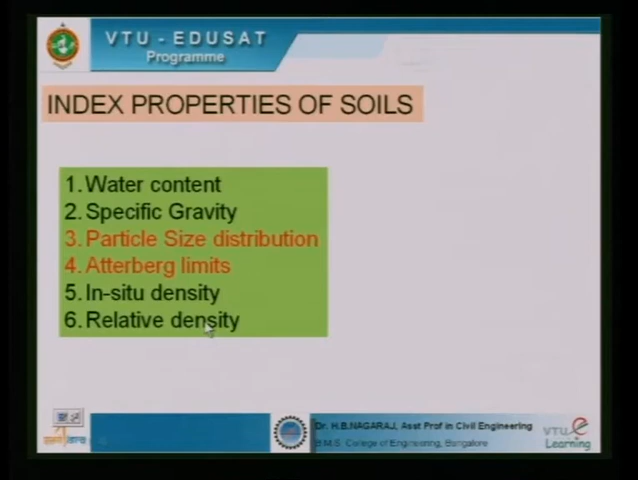 VTU - EDUSAT
Programme
INDEX PROPERTIES OF SOILS
1. Water content
2. Specific Gravity
3. Particle Size distribution
4. Atterberg limits
5. In-situ density
6. Relative density
Dr. H.B.NAGARAJ, Asst Prof in Civil Engineering
B.M.S. College of Engineering, Bangalore
VTU e
Learning